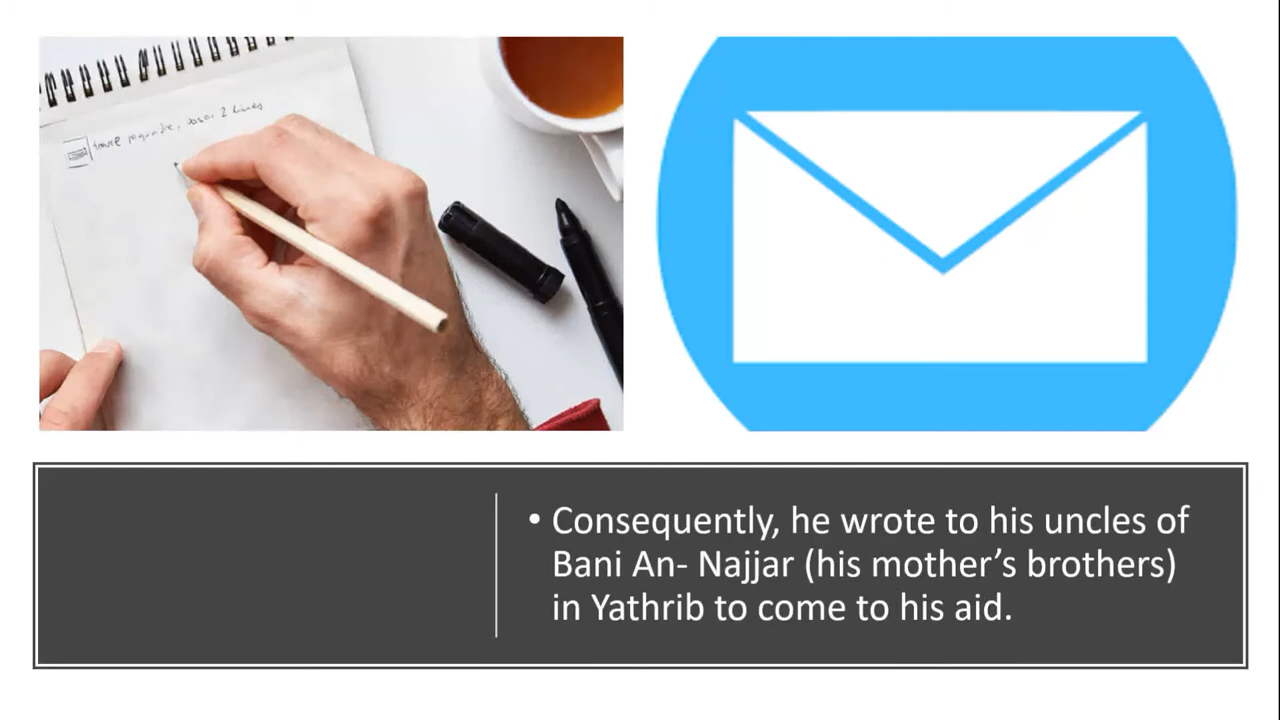 Consequently, he wrote to his uncles of
Bani An- Najjar (his mother's brothers)
in Yathrib to come to his aid.